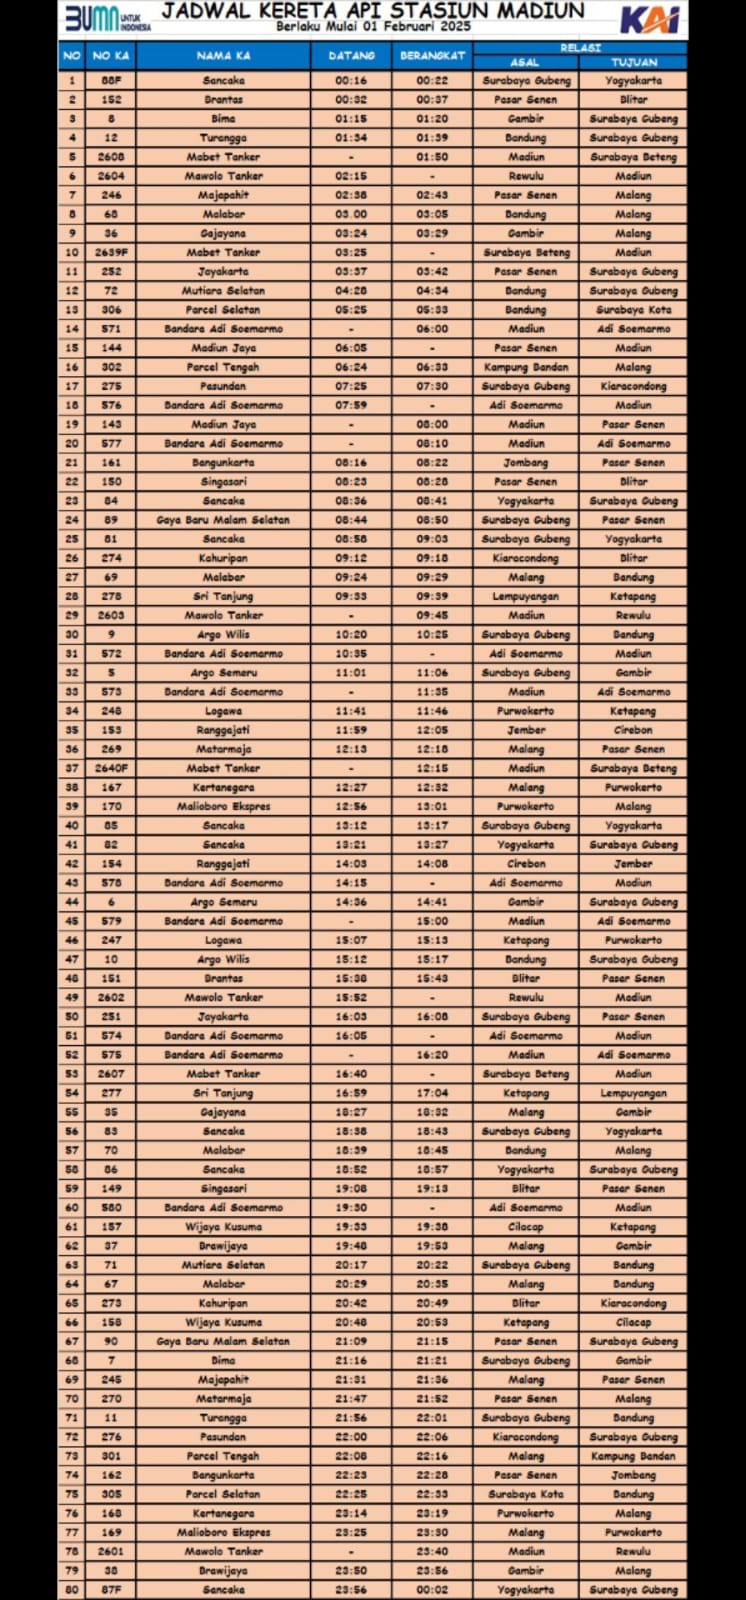 BUMN UNTUK INDONESIA
JADWAL KERETA API STASIUN MADIUN
Berlaku Mulai 01 Februari 2025
KAI
NO NO KA NAMA KA DATANG BERANGKAT RELASI
ASAL TUJUAN
1 88F Sancaka 00:16 00:22 Surabaya Gubeng Yogyakarta
2 152 Brantas 00:32 00:37 Pasar Senen Blitar
3 8 Bima 01:15 01:20 Gambir Surabaya Gubeng
4 12 Turangga 01:34 01:39 Bandung Surabaya Gubeng
5 2608 Mabet Tanker - 01:50 Madiun Surabaya Beteng
6 2604 Mawolo Tanker 02:15 - Rewulu Madiun
7 246 Majapahit 02:38 02:43 Pasar Senen Malang
8 68 Malabar 03.00 03:05 Bandung Malang
9 36 Gajayana 03:24 03:29 Gambir Malang
10 2639F Mabet Tanker 03:25 - Surabaya Beteng Madiun
11 252 Jayakarta 03:37 03:42 Pasar Senen Surabaya Gubeng
12 72 Mutiara Selatan 04:28 04:34 Bandung Surabaya Gubeng
13 306 Parcel Selatan 05:25 05:33 Bandung Surabaya Kota
14 571 Bandara Adi Soemarmo - 06:00 Madiun Adi Soemarmo
15 144 Madiun Jaya 06:05 - Pasar Senen Madiun
16 302 Parcel Tengah 06:24 06:33 Kampung Bandan Malang
17 275 Pasundan 07:25 07:30 Surabaya Gubeng Kiaracondong
18 576 Bandara Adi Soemarmo 07:59 - Adi Soemarmo Madiun
19 143 Madiun Jaya - 08:00 Madiun Pasar Senen
20 577 Bandara Adi Soemarmo - 08:10 Madiun Adi Soemarmo
21 161 Bangunkarta 08:16 08:22 Jombang Pasar Senen
22 150 Singasari 08:23 08:28 Pasar Senen Blitar
23 84 Sancaka 08:36 08:41 Yogyakarta Surabaya Gubeng
24 89 Gaya Baru Malam Selatan 08:44 08:50 Surabaya Gubeng Pasar Senen
25 81 Sancaka 08:58 09:03 Surabaya Gubeng Yogyakarta
26 274 Kahuripan 09:12 09:18 Kiaracondong Blitar
27 69 Malabar 09:24 09:29 Malang Bandung
28 278 Sri Tanjung 09:33 09:39 Lempuyangan Ketapang
29 2603 Mawolo Tanker - 09:45 Madiun Rewulu
30 9 Argo Wilis 10:20 10:25 Surabaya Gubeng Bandung
31 572 Bandara Adi Soemarmo 10:35 - Adi Soemarmo Madiun
32 5 Argo Semeru 11:01 11:06 Surabaya Gubeng Gambir
33 573 Bandara Adi Soemarmo - 11:35 Madiun Adi Soemarmo
34 248 Logawa 11:41 11:46 Purwokerto Ketapang
35 153 Ranggajati 11:59 12:05 Jember Cirebon
36 269 Matarmaja 12:13 12:18 Malang Pasar Senen
37 2640F Mabet Tanker - 12:15 Madiun Surabaya Beteng
38 167 Kertanegara 12:27 12:32 Malang Purwokerto
39 170 Malioboro Ekspres 12:56 13:01 Purwokerto Malang
40 85 Sancaka 13:12 13:17 Surabaya Gubeng Yogyakarta
41 82 Sancaka 13:21 13:27 Yogyakarta Surabaya Gubeng
42 154 Ranggajati 14:03 14:08 Cirebon Jember
43 578 Bandara Adi Soemarmo 14:15 - Adi Soemarmo Madiun
44 6 Argo Semeru 14:36 14:41 Gambir Surabaya Gubeng
45 579 Bandara Adi Soemarmo - 15:00 Madiun Adi Soemarmo
46 247 Logawa 15:07 15:13 Ketapang Purwokerto
47 10 Argo Wilis 15:12 15:17 Bandung Surabaya Gubeng
48 151 Brantas 15:38 15:43 Blitar Pasar Senen
49 2602 Mawolo Tanker 15:52 - Rewulu Madiun
50 251 Jayakarta 16:03 16:08 Surabaya Gubeng Pasar Senen
51 574 Bandara Adi Soemarmo 16:05 - Adi Soemarmo Madiun
52 575 Bandara Adi Soemarmo - 16:20 Madiun Adi Soemarmo
53 2607 Mabet Tanker 16:40 - Surabaya Beteng Madiun
54 277 Sri Tanjung 16:59 17:04 Ketapang Lempuyangan
55 35 Gajayana 18:27 18:32 Malang Gambir
56 83 Sancaka 18:38 18:43 Surabaya Gubeng Yogyakarta
57 70 Malabar 18:39 18:45 Bandung Malang
58 86 Sancaka 18:52 18:57 Yogyakarta Surabaya Gubeng
59 149 Singasari 19:08 19:13 Blitar Pasar Senen
60 580 Bandara Adi Soemarmo 19:30 - Adi Soemarmo Madiun
61 157 Wijaya Kusuma 19:33 19:38 Cilacap Ketapang
62 37 Brawijaya 19:48 19:53 Malang Gambir
63 71 Mutiara Selatan 20:17 20:22 Surabaya Gubeng Bandung
64 67 Malabar 20:29 20:35 Malang Bandung
65 273 Kahuripan 20:42 20:49 Blitar Kiaracondong
66 158 Wijaya Kusuma 20:48 20:53 Ketapang Cilacap
67 90 Gaya Baru Malam Selatan 21:09 21:15 Pasar Senen Surabaya Gubeng
68 7 Bima 21:16 21:21 Surabaya Gubeng Gambir
69 245 Majapahit 21:31 21:36 Malang Pasar Senen
70 270 Matarmaja 21:47 21:52 Pasar Senen Malang
71 11 Turangga 21:56 22:01 Surabaya Gubeng Bandung
72 276 Pasundan 22:00 22:06 Kiaracondong Surabaya Gubeng
73 301 Parcel Tengah 22:08 22:16 Malang Kampung Bandan
74 162 Bangunkarta 22:23 22:28 Pasar Senen Jombang
75 305 Parcel Selatan 22:25 22:33 Surabaya Kota Bandung
76 168 Kertanegara 23:14 23:19 Purwokerto Malang
77 169 Malioboro Ekspres 23:25 23:30 Malang Purwokerto
78 2601 Mawolo Tanker - 23:40 Madiun Rewulu
79 38 Brawijaya 23:50 23:56 Gambir Malang
80 87F Sancaka 23:56 00:02 Yogyakarta Surabaya Gubeng